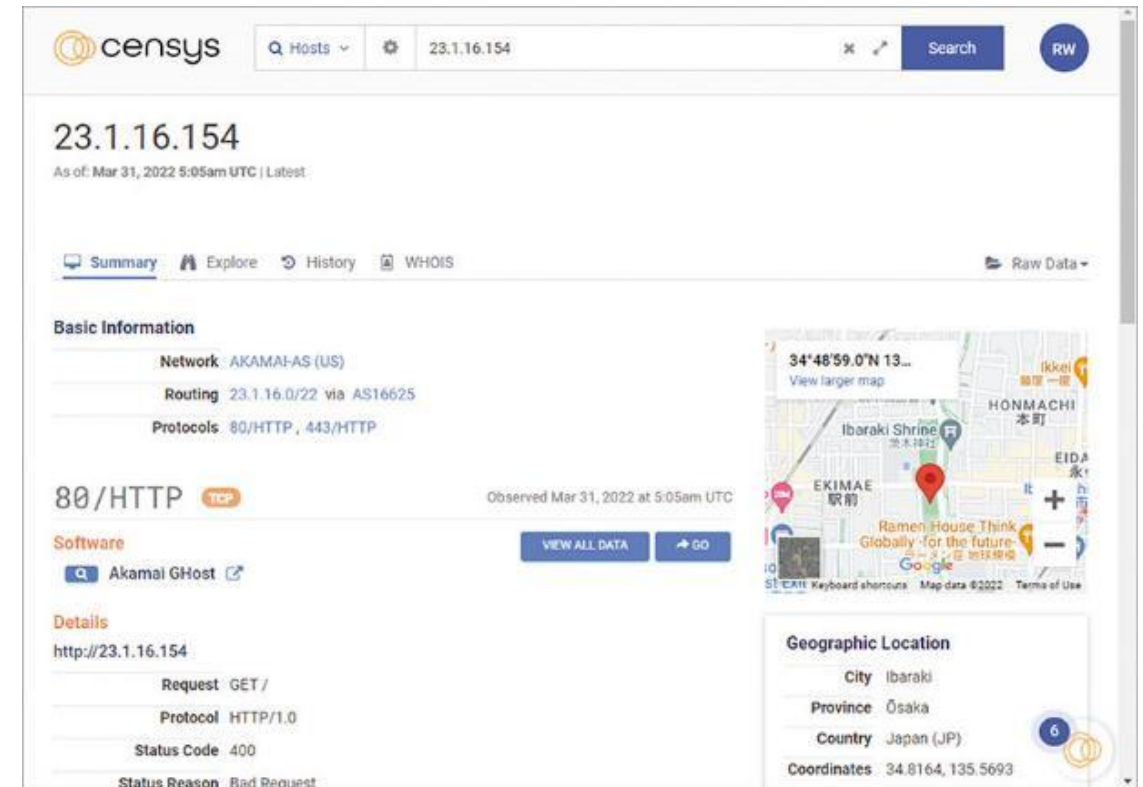 censys
Hosts
23.1.16.154
Search
RW
23.1.16.154
As of: Mar 31, 2022 5:05am UTC | Latest
Summary Explore History WHOIS
Raw Data
Basic Information
Network AKAMAI-AS (US)
Routing 23.1.16.0/22 via AS16625
Protocols 80/HTTP , 443/HTTP
80/HTTP TCP
Observed Mar 31, 2022 at 5:05am UTC
Software
VIEW ALL DATA
GO
Akamai GHost
Details
http://23.1.16.154
Request GET /
Protocol HTTP/1.0
Status Code 400
Status Reason Bad Request
34°48'59.0"N 13...
View larger map
Ikkei
HONMACHI
本町
Ibaraki Shrine
茨木神社
EKIMAE
駅前
Ramen House Think
Globally -for the future-
Google
Keyboard shortcuts Map data ©2022 Terms of Use
Geographic Location
City Ibaraki
Province Ōsaka
Country Japan (JP)
Coordinates 34.8164, 135.5693
6